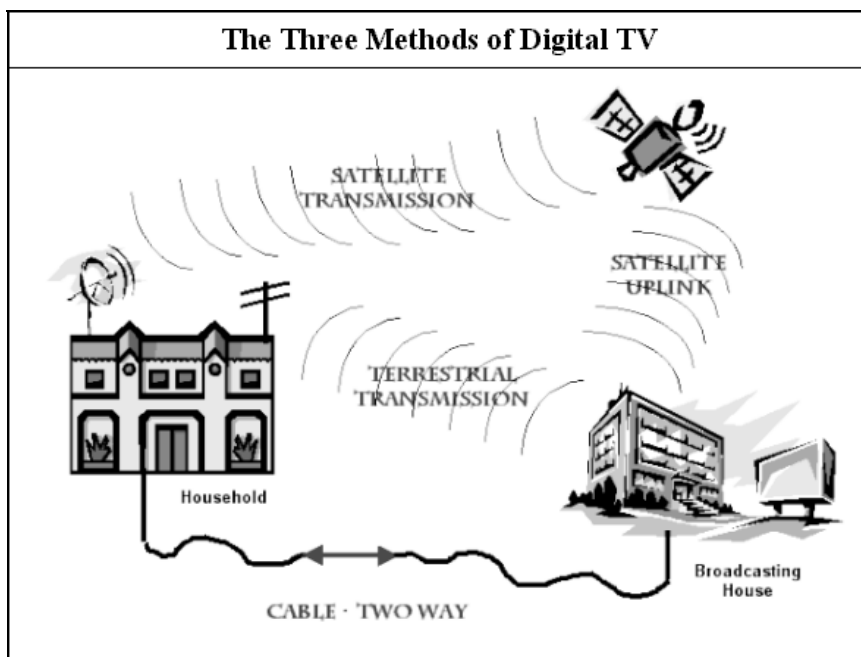 The Three Methods of Digital TV
SATELLITE
TRANSMISSION
SATELLITE
UPLINK
TERRESTRIAL
TRANSMISSION
Household
Broadcasting
House
CABLE · TWO WAY